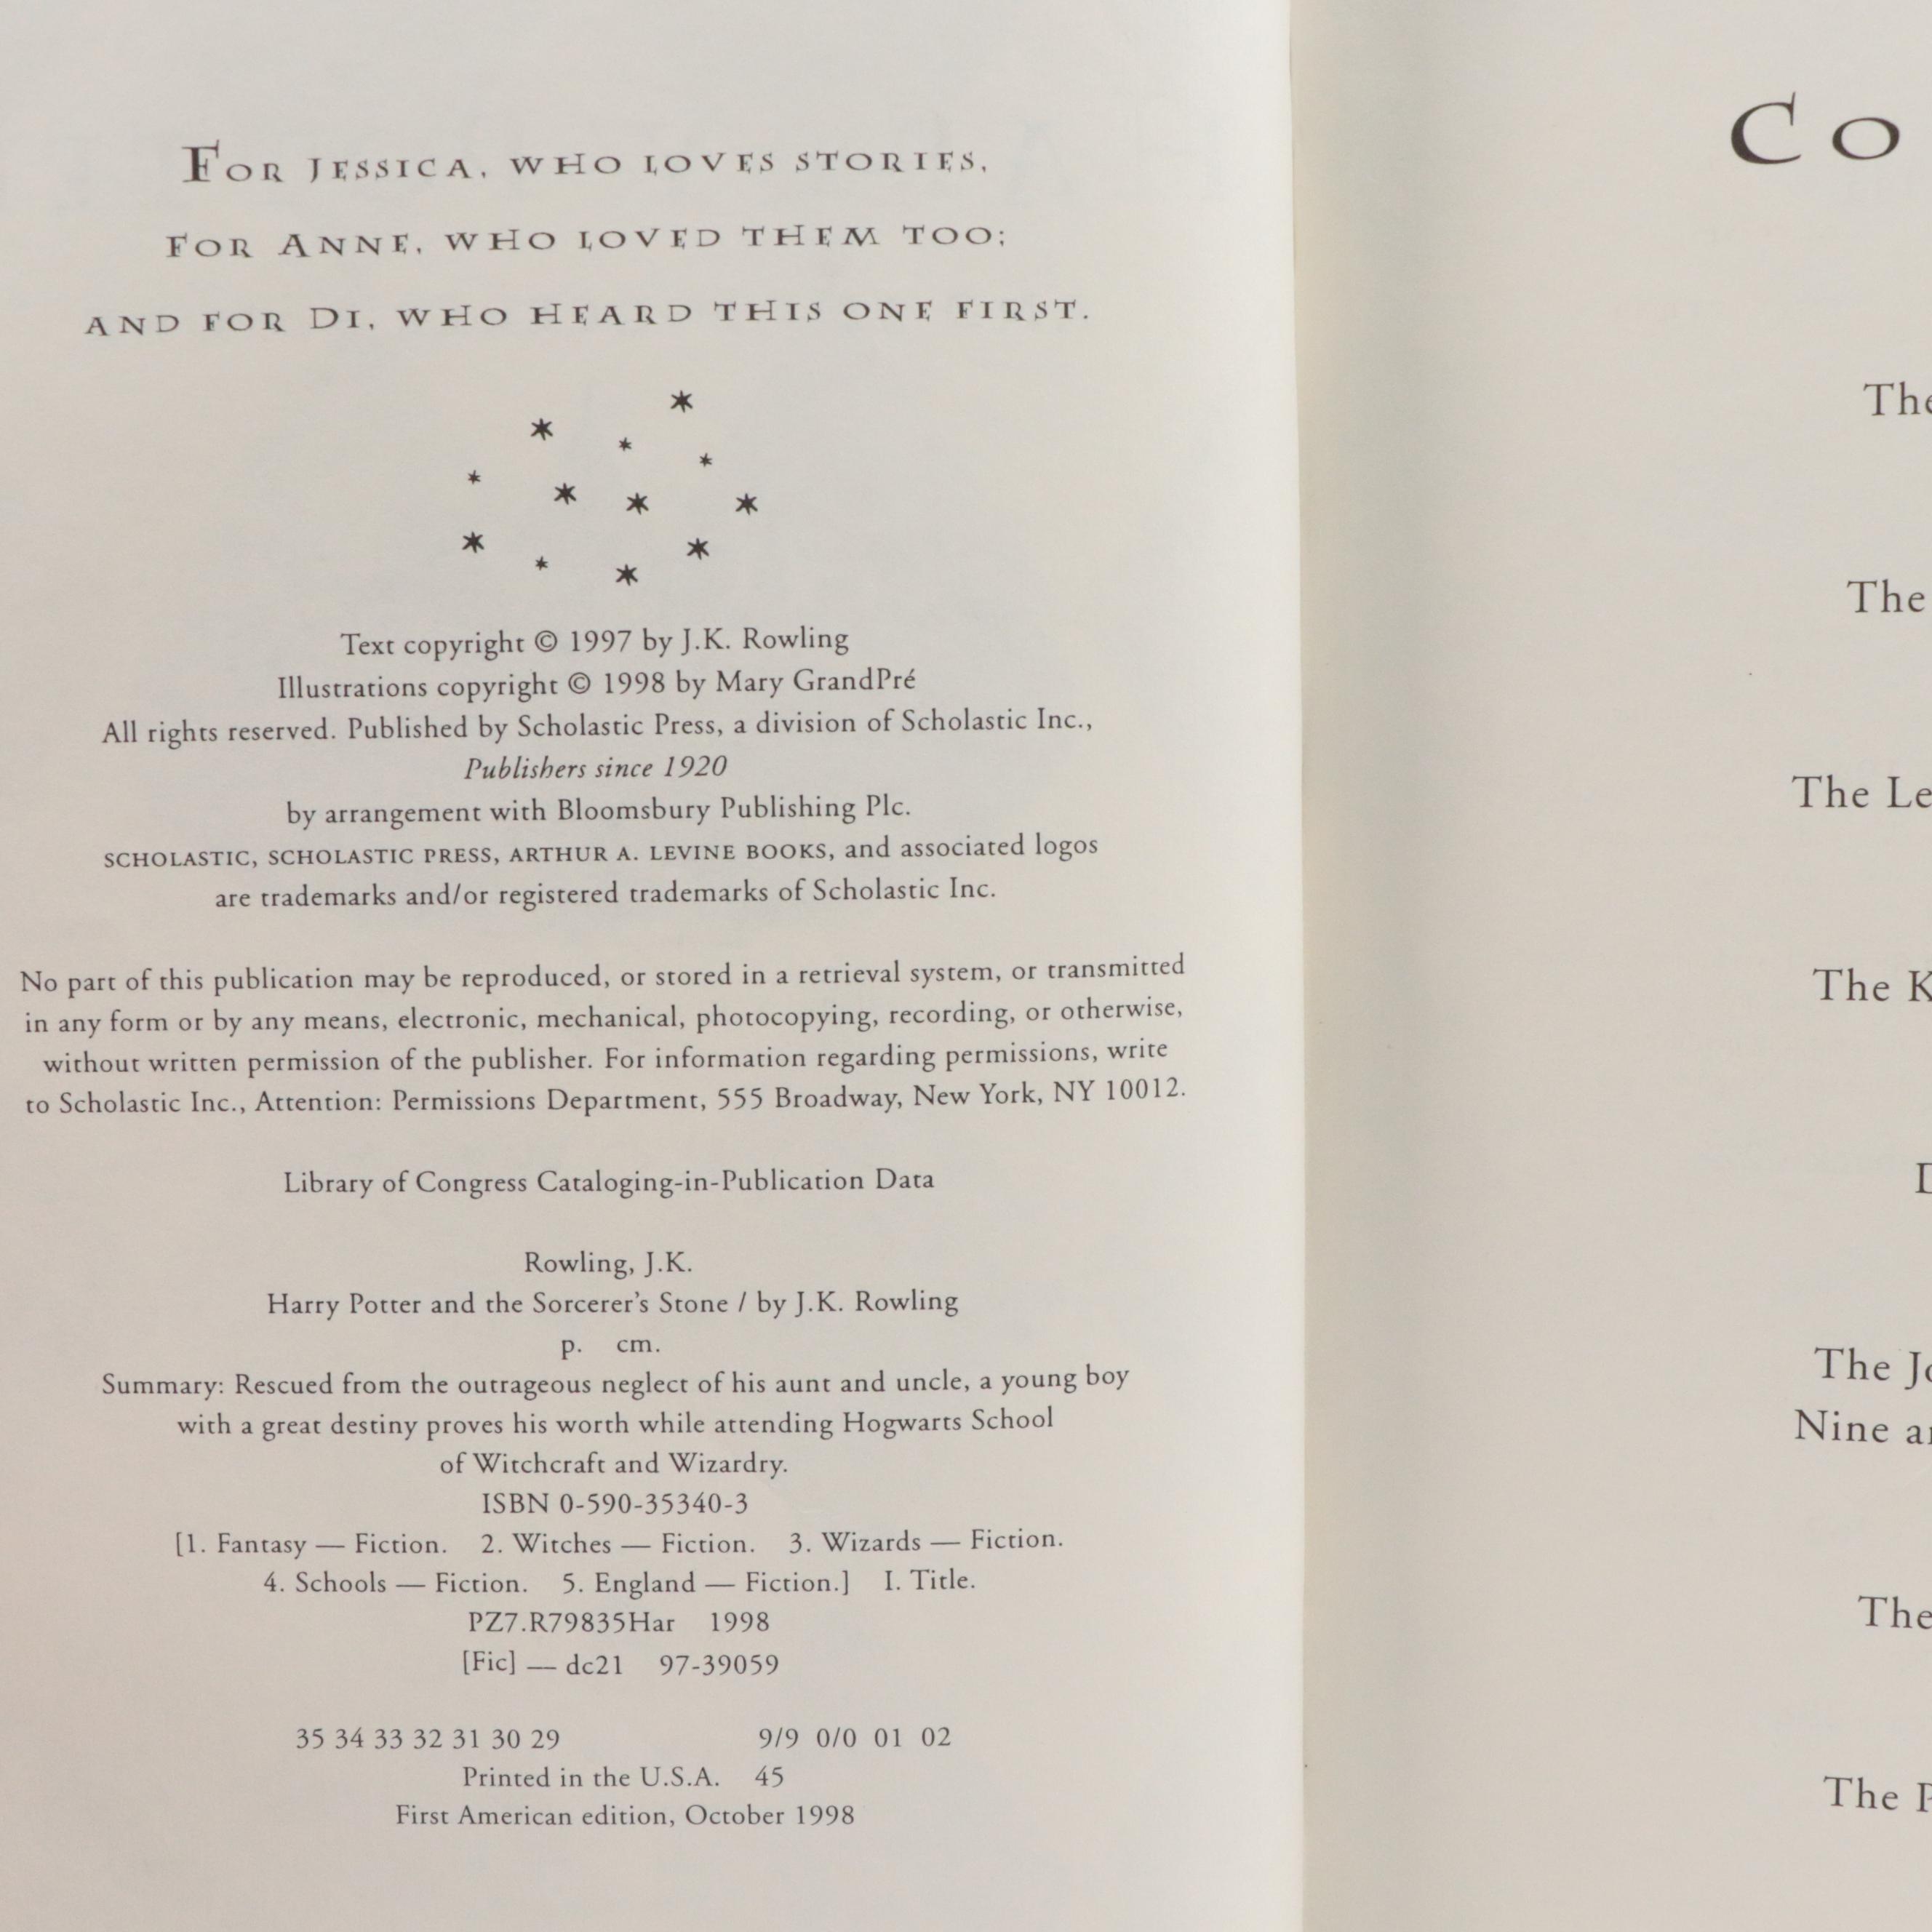 FOR JESSICA, WHO LOVES STORIES,
FOR ANNE, WHO LOVED THEM TOO;
AND FOR DI, WHO HEARD THIS ONE FIRST.
Text copyright © 1997 by J.K. Rowling
Illustrations copyright © 1998 by Mary GrandPré
All rights reserved. Published by Scholastic Press, a division of Scholastic Inc.,
Publishers since 1920
by arrangement with Bloomsbury Publishing Plc.
SCHOLASTIC, SCHOLASTIC PRESS, ARTHUR A. LEVINE BOOKS, and associated logos
are trademarks and/or registered trademarks of Scholastic Inc.
No part of this publication may be reproduced, or stored in a retrieval system, or transmitted
in any form or by any means, electronic, mechanical, photocopying, recording, or otherwise,
without written permission of the publisher. For information regarding permissions, write
to Scholastic Inc., Attention: Permissions Department, 555 Broadway, New York, NY 10012.
Library of Congress Cataloging-in-Publication Data
Rowling, J.K.
Harry Potter and the Sorcerer's Stone / by J.K. Rowling
p. cm.
Summary: Rescued from the outrageous neglect of his aunt and uncle, a young boy
with a great destiny proves his worth while attending Hogwarts School
of Witchcraft and Wizardry.
ISBN 0-590-35340-3
[1. Fantasy — Fiction. 2. Witches — Fiction. 3. Wizards — Fiction.
4. Schools — Fiction. 5. England — Fiction.] I. Title.
PZ7.R79835Har 1998
[Fic] — dc21 97-39059
35 34 33 32 31 30 29 9/9 0/0 01 02
Printed in the U.S.A. 45
First American edition, October 1998
CO
The
The
The Le
The K
The Jo
Nine an
The
The P